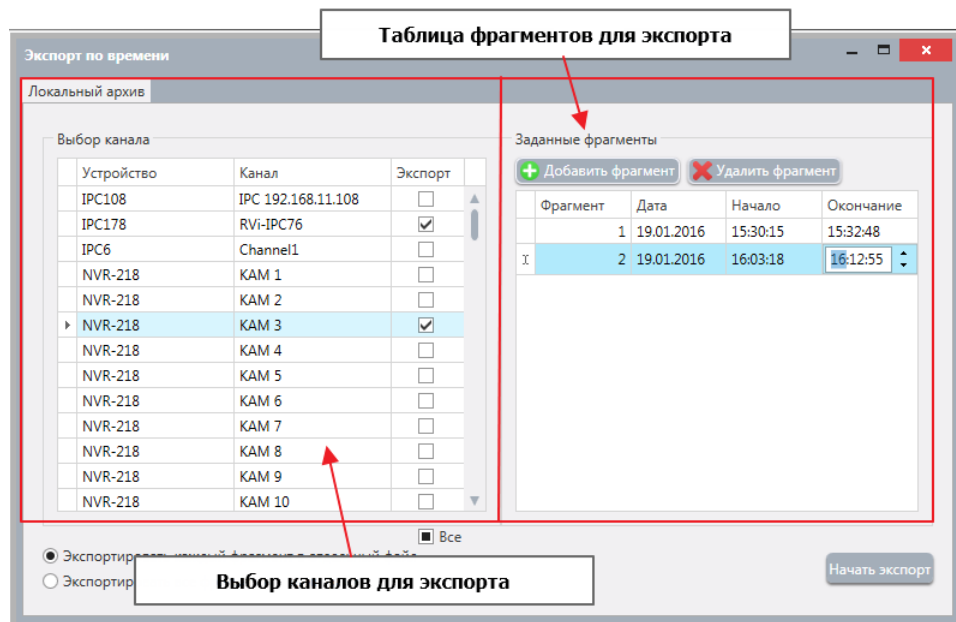 Таблица фрагментов для экспорта
Экспорт по времени
Локальный архив
Выбор канала
Устройство Канал Экспорт
IPC108 IPC 192.168.11.108
IPC178 RVi-IPC76
IPC6 Channel1
NVR-218 КАМ 1
NVR-218 КАМ 2
NVR-218 КАМ 3
NVR-218 КАМ 4
NVR-218 КАМ 5
NVR-218 КАМ 6
NVR-218 КАМ 7
NVR-218 КАМ 8
NVR-218 КАМ 9
NVR-218 КАМ 10
Заданные фрагменты
Добавить фрагмент Удалить фрагмент
Фрагмент Дата Начало Окончание
1 19.01.2016 15:30:15 15:32:48
2 19.01.2016 16:03:18 16:12:55
Все
Выбор каналов для экспорта
Начать экспорт